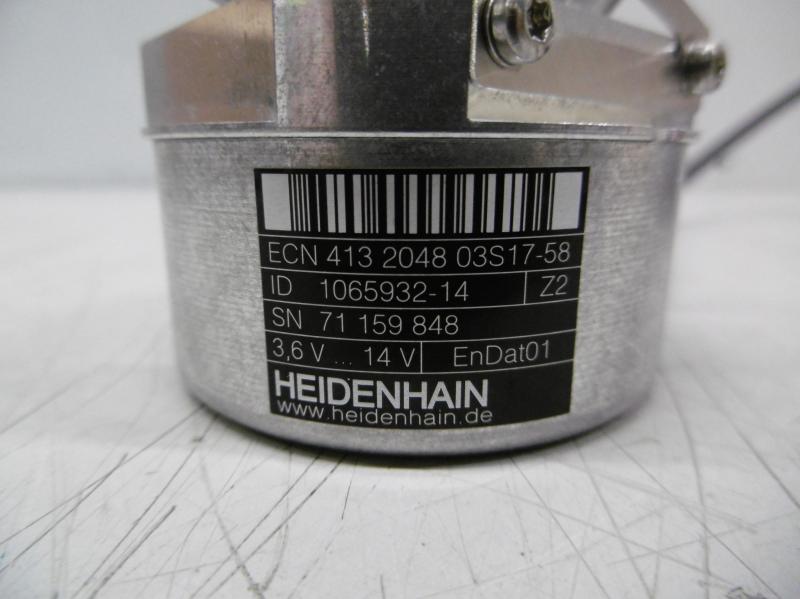 ECN 413 2048 03S17-58
ID 1065932-14 Z2
SN 71 159 848
3,6 V ... 14 V EnDat01
HEIDENHAIN
www.heidenhain.de